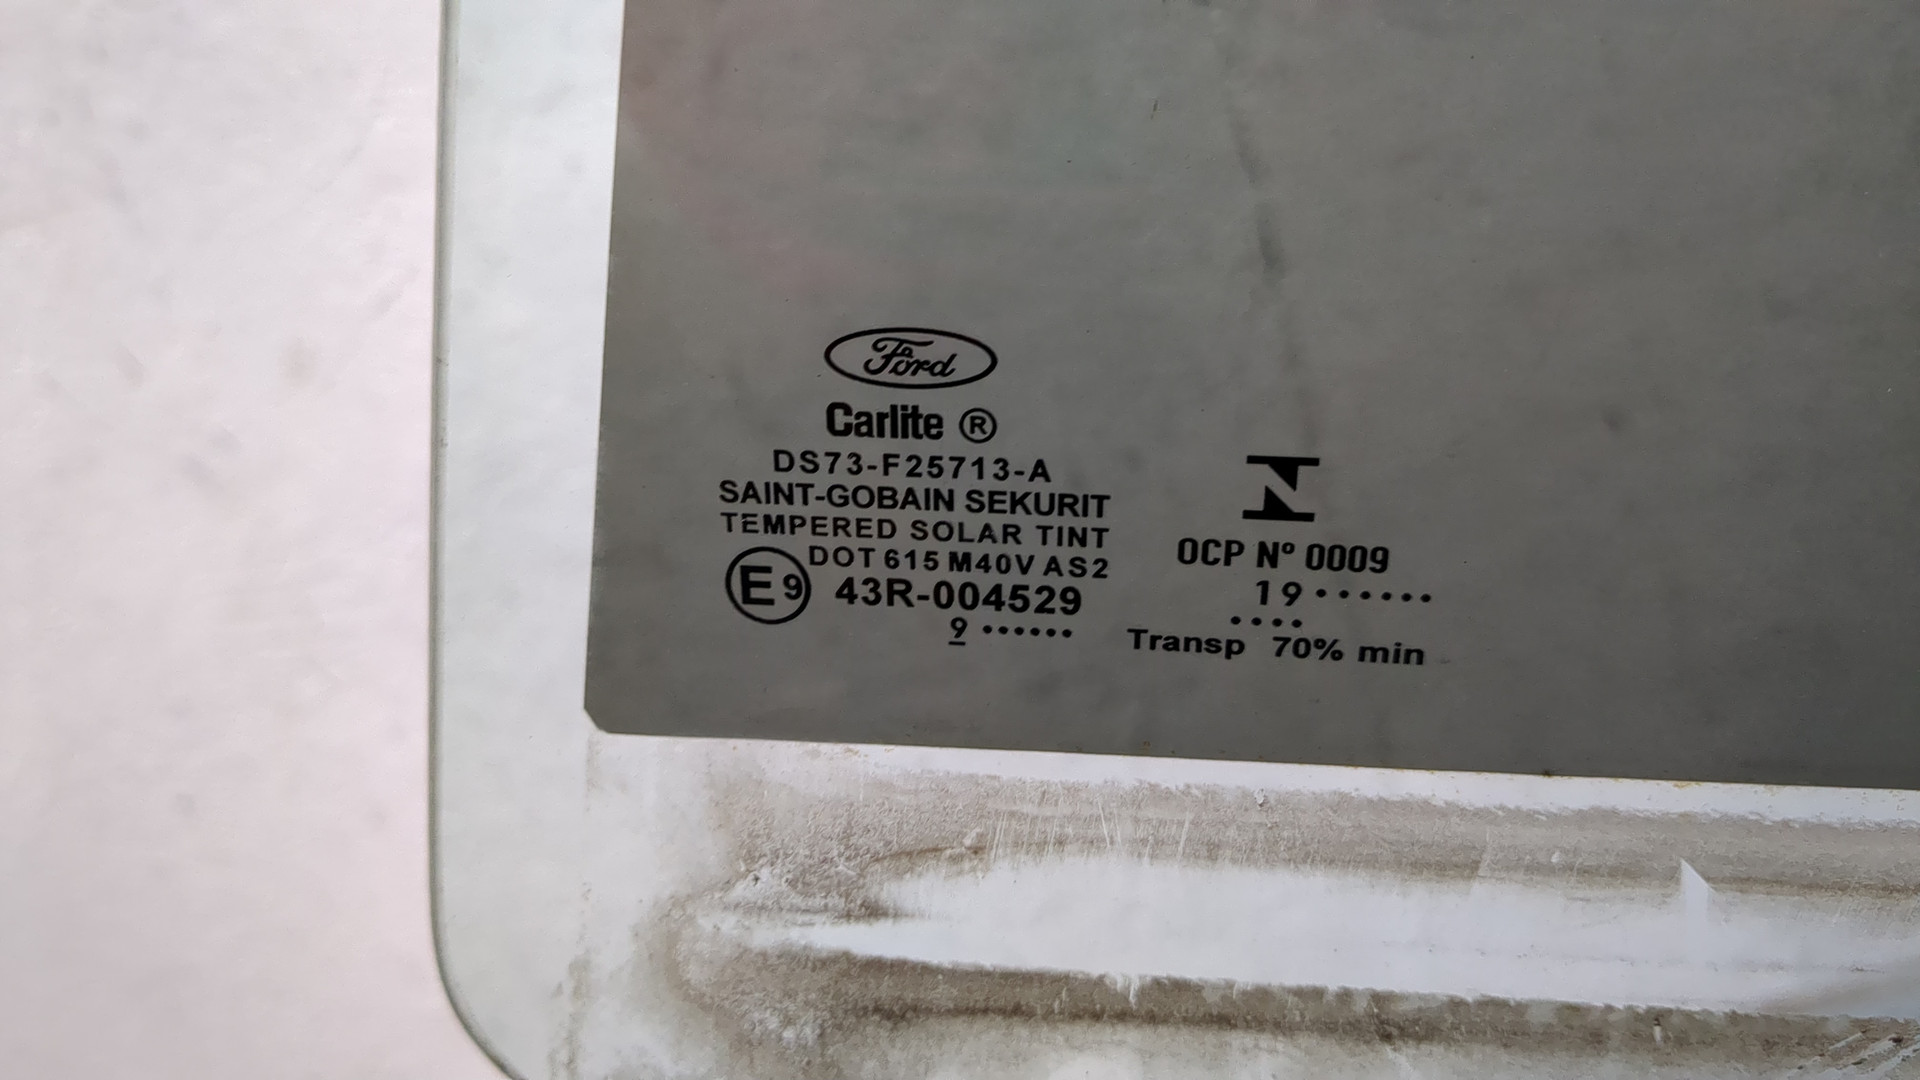 Ford
Carlite ®
DS73-F25713-A
SAINT-GOBAIN SEKURIT
TEMPERED SOLAR TINT
DOT 615 M40V AS2
E9 43R-004529
9 ••••••
OCP Nº 0009
19 ••••••
••••
Transp 70% min